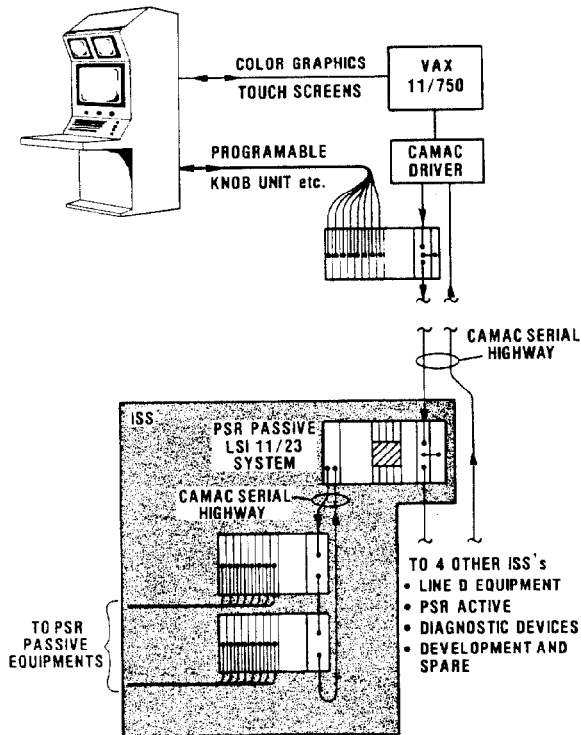 COLOR GRAPHICS
TOUCH SCREENS
VAX
11/750
PROGRAMABLE
KNOB UNIT etc.
CAMAC
DRIVER
CAMAC SERIAL
HIGHWAY
ISS
PSR PASSIVE
LSI 11/23
SYSTEM
CAMAC SERIAL
HIGHWAY
TO PSR
PASSIVE
EQUIPMENTS
TO 4 OTHER ISS's
• LINE D EQUIPMENT
• PSR ACTIVE
• DIAGNOSTIC DEVICES
• DEVELOPMENT AND
SPARE